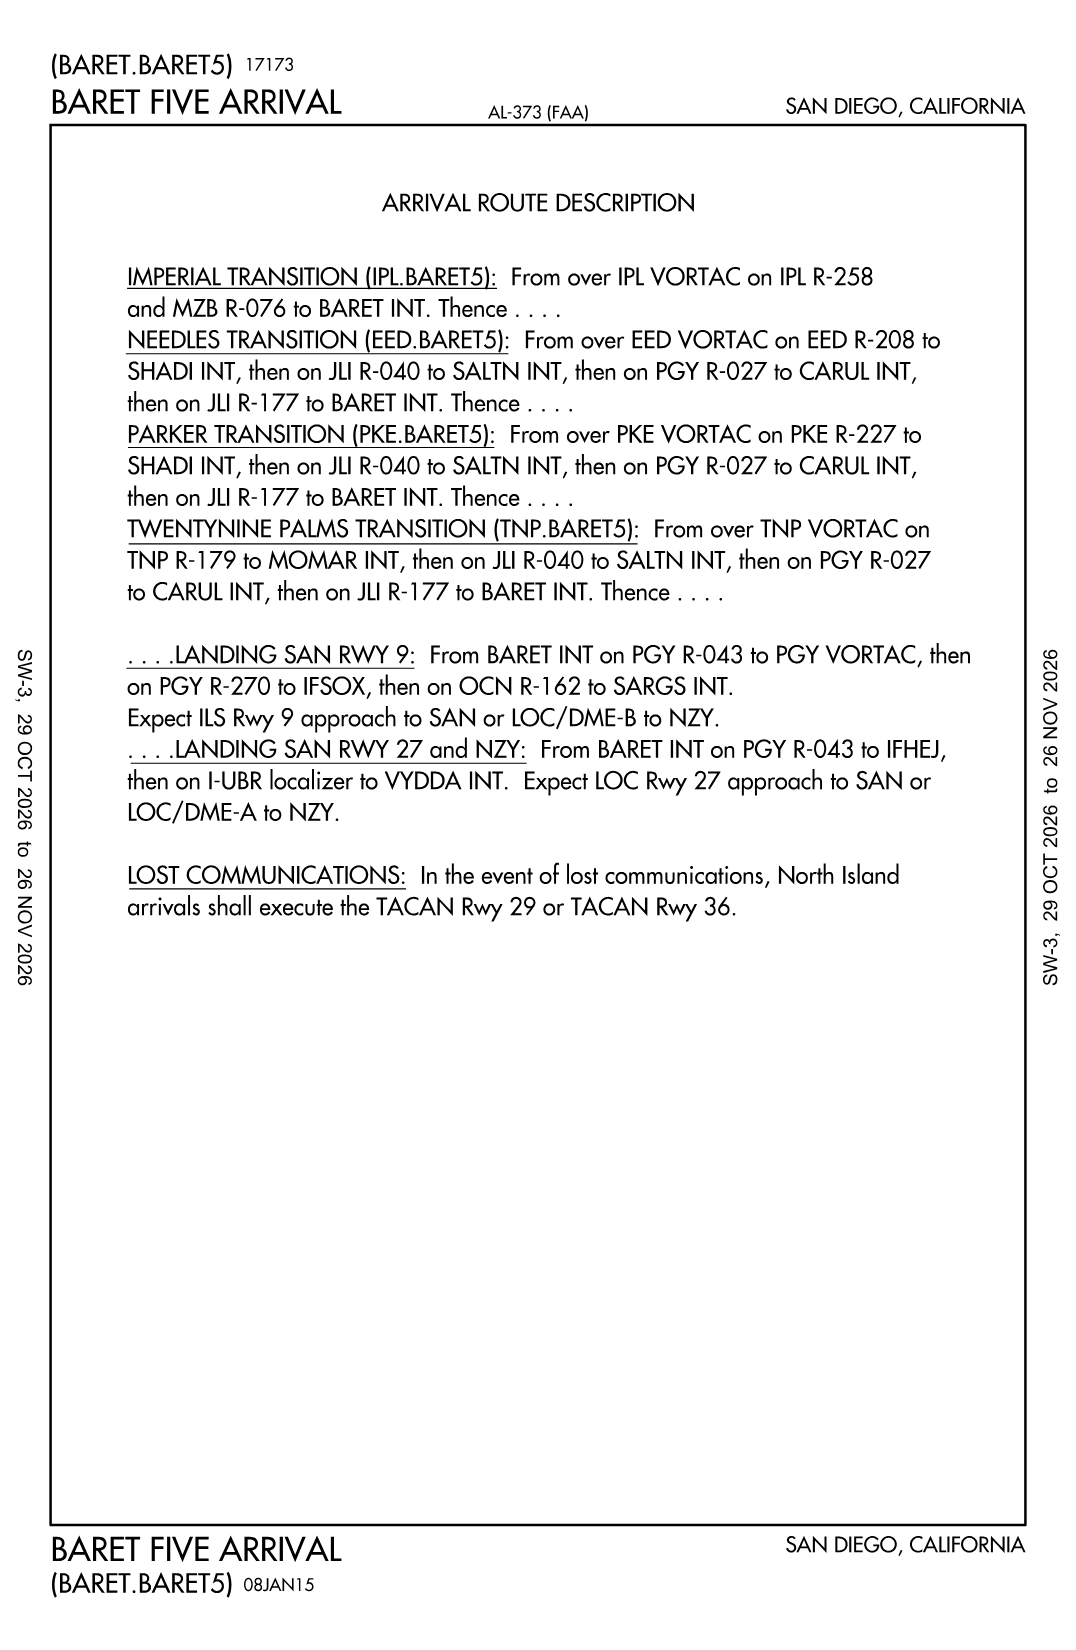 (BARET.BARET5) 17173
BARET FIVE ARRIVAL
AL-373 (FAA)
SAN DIEGO, CALIFORNIA
ARRIVAL ROUTE DESCRIPTION
IMPERIAL TRANSITION (IPL.BARET5): From over IPL VORTAC on IPL R-258
and MZB R-076 to BARET INT. Thence . . . .
NEEDLES TRANSITION (EED.BARET5): From over EED VORTAC on EED R-208 to
SHADI INT, then on JLI R-040 to SALTN INT, then on PGY R-027 to CARUL INT,
then on JLI R-177 to BARET INT. Thence . . . .
PARKER TRANSITION (PKE.BARET5): From over PKE VORTAC on PKE R-227 to
SHADI INT, then on JLI R-040 to SALTN INT, then on PGY R-027 to CARUL INT,
then on JLI R-177 to BARET INT. Thence . . . .
TWENTYNINE PALMS TRANSITION (TNP.BARET5): From over TNP VORTAC on
TNP R-179 to MOMAR INT, then on JLI R-040 to SALTN INT, then on PGY R-027
to CARUL INT, then on JLI R-177 to BARET INT. Thence . . . .
. . . .LANDING SAN RWY 9: From BARET INT on PGY R-043 to PGY VORTAC, then
on PGY R-270 to IFSOX, then on OCN R-162 to SARGS INT.
Expect ILS Rwy 9 approach to SAN or LOC/DME-B to NZY.
. . . .LANDING SAN RWY 27 and NZY: From BARET INT on PGY R-043 to IFHEJ,
then on I-UBR localizer to VYDDA INT. Expect LOC Rwy 27 approach to SAN or
LOC/DME-A to NZY.
LOST COMMUNICATIONS: In the event of lost communications, North Island
arrivals shall execute the TACAN Rwy 29 or TACAN Rwy 36.
SW-3, 29 OCT 2026 to 26 NOV 2026
SW-3, 29 OCT 2026 to 26 NOV 2026
BARET FIVE ARRIVAL
(BARET.BARET5) 08JAN15
SAN DIEGO, CALIFORNIA